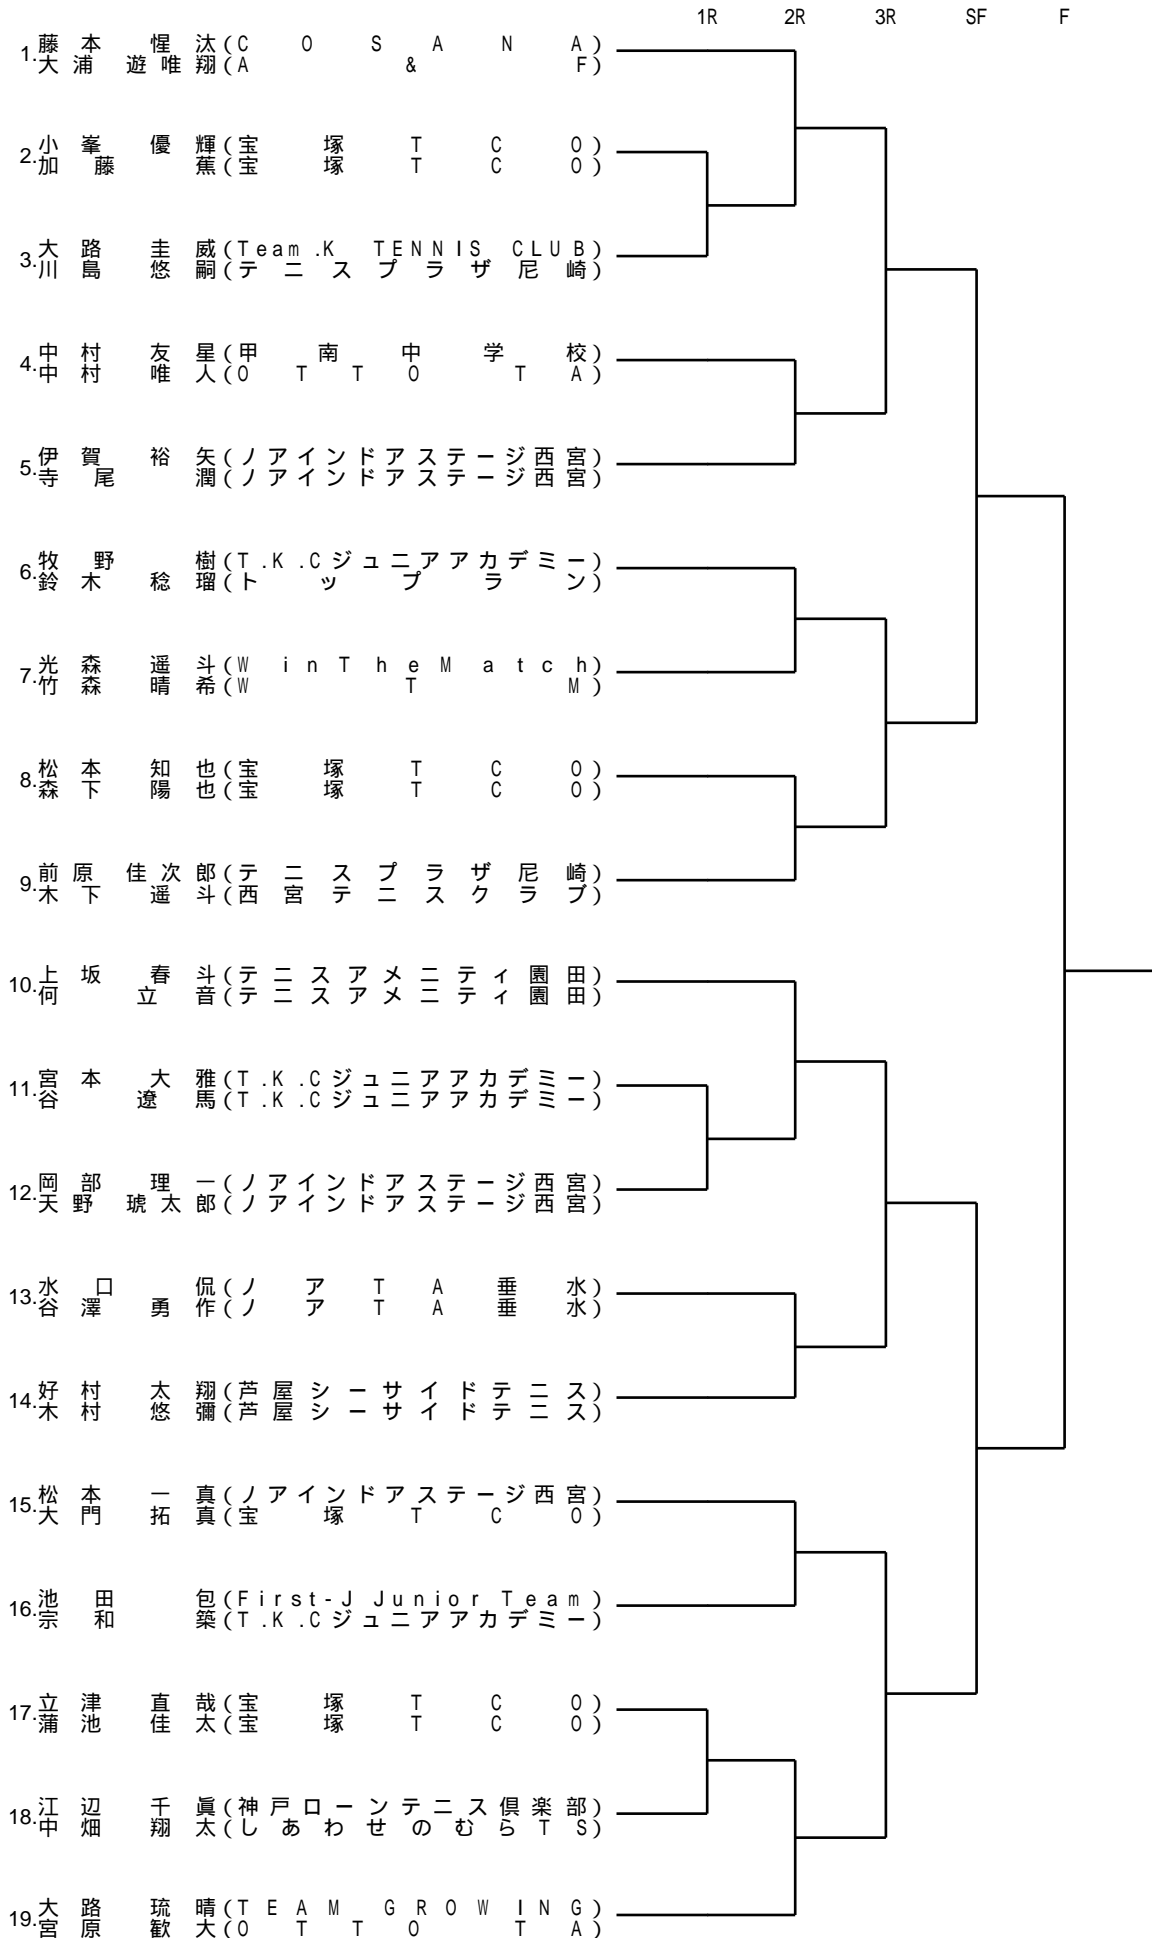 1R 2R 3R SF F
1. 藤本 惺汰(COSANA)
大浦 遊唯翔(A&F)
2. 小峯 優輝(宝塚TCO)
加藤 蕉(宝塚TCO)
3. 大路 圭威(Team.K TENNIS CLUB)
川島 悠嗣(テニスプラザ尼崎)
4. 中村 友星(甲南中学校)
中村 唯人(OTTO TA)
5. 伊賀 裕矢(ノアインドアステージ西宮)
寺尾 潤(ノアインドアステージ西宮)
6. 牧野 樹(T.K.Cジュニアアカデミー)
鈴木 稔瑠(トップラン)
7. 光森 遥斗(WinTheMatch)
竹森 晴希(WTM)
8. 松本 知也(宝塚TCO)
森下 陽也(宝塚TCO)
9. 前原 佳次郎(テニスプラザ尼崎)
木下 遥斗(西宮テニスクラブ)
10. 上坂 春斗(テニスアメニティ園田)
何 立音(テニスアメニティ園田)
11. 宮本 大雅(T.K.Cジュニアアカデミー)
谷 遼馬(T.K.Cジュニアアカデミー)
12. 岡部 理一(ノアインドアステージ西宮)
天野 琥太郎(ノアインドアステージ西宮)
13. 水口 侃(ノアTA垂水)
谷澤 勇作(ノアTA垂水)
14. 好村 太翔(芦屋シーサイドテニス)
木村 悠彌(芦屋シーサイドテニス)
15. 松本 一真(ノアインドアステージ西宮)
大門 拓真(宝塚TCO)
16. 池田 包(First-J Junior Team)
宗和 築(T.K.Cジュニアアカデミー)
17. 立津 直哉(宝塚TCO)
蒲池 佳太(宝塚TCO)
18. 江辺 千眞(神戸ローンテニス倶楽部)
中畑 翔太(しあわせのむらTS)
19. 大路 琉晴(TEAM GROWING)
宮原 歓大(OTTO TA)